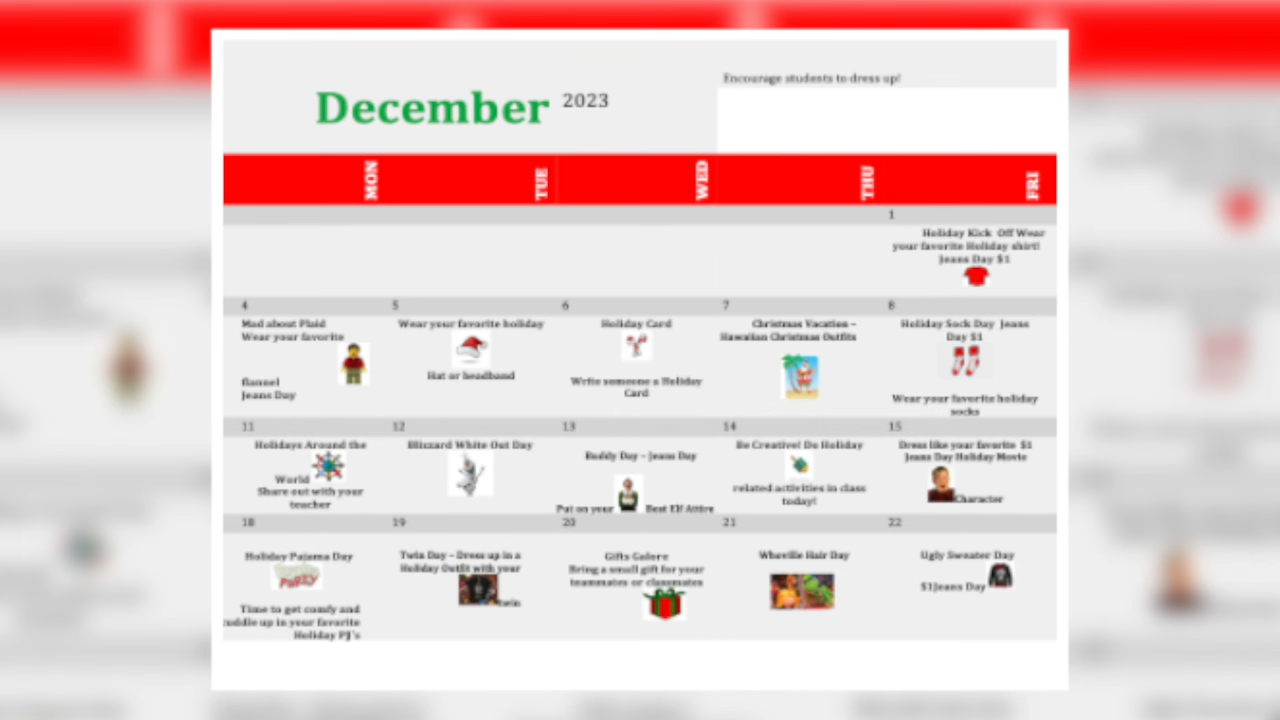 Encourage students to dress up!
December 2023
MON TUE WED THU FRI
1
Holiday Kick Off Wear
your favorite Holiday shirt!
Jeans Day $1
4 5 6 7 8
Mad about Plaid
Wear your favorite
flannel
Jeans Day
Wear your favorite holiday
Hat or headband
Holiday Card
Write someone a Holiday
Card
Christmas Vacation –
Hawaiian Christmas Outfits
Holiday Sock Day Jeans
Day $1
Wear your favorite holiday
socks
11 12 13 14 15
Holidays Around the
World
Share out with your
teacher
Blizzard White Out Day
Buddy Day – Jeans Day
Put on your Best Elf Attire
Be Creative! Do Holiday
related activities in class
today!
Dress like your favorite $1
Jeans Day Holiday Movie
Character
18 19 20 21 22
Holiday Pajama Day
Party
Time to get comfy and
cuddle up in your favorite
Holiday PJ's
Twin Day – Dress up in a
Holiday Outfit with your
twin
Gifts Galore
Bring a small gift for your
teammates or classmates
Whoville Hair Day
Ugly Sweater Day
$1Jeans Day